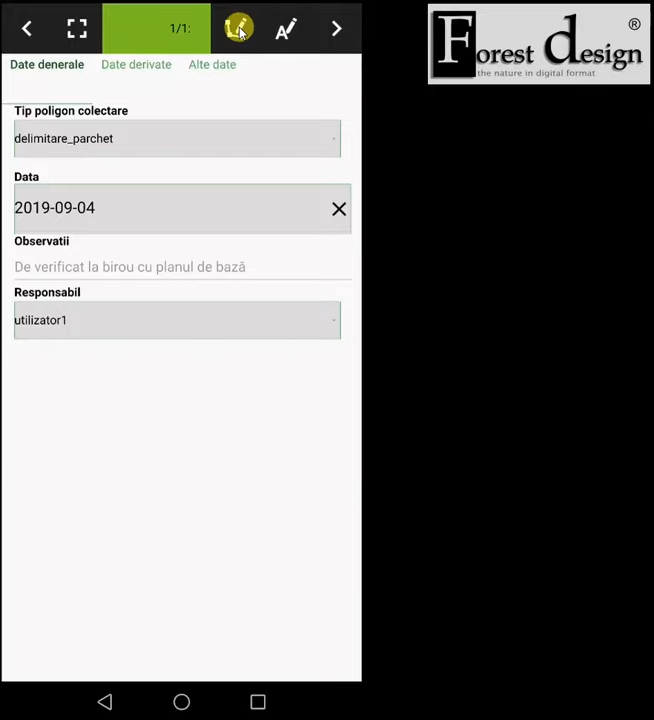 1/1:
Date denerale Date derivate Alte date
Tip poligon colectare
delimitare_parchet
Data
2019-09-04
Observatii
De verificat la birou cu planul de bază
Responsabil
utilizator1
Forest design ®
the nature in digital format